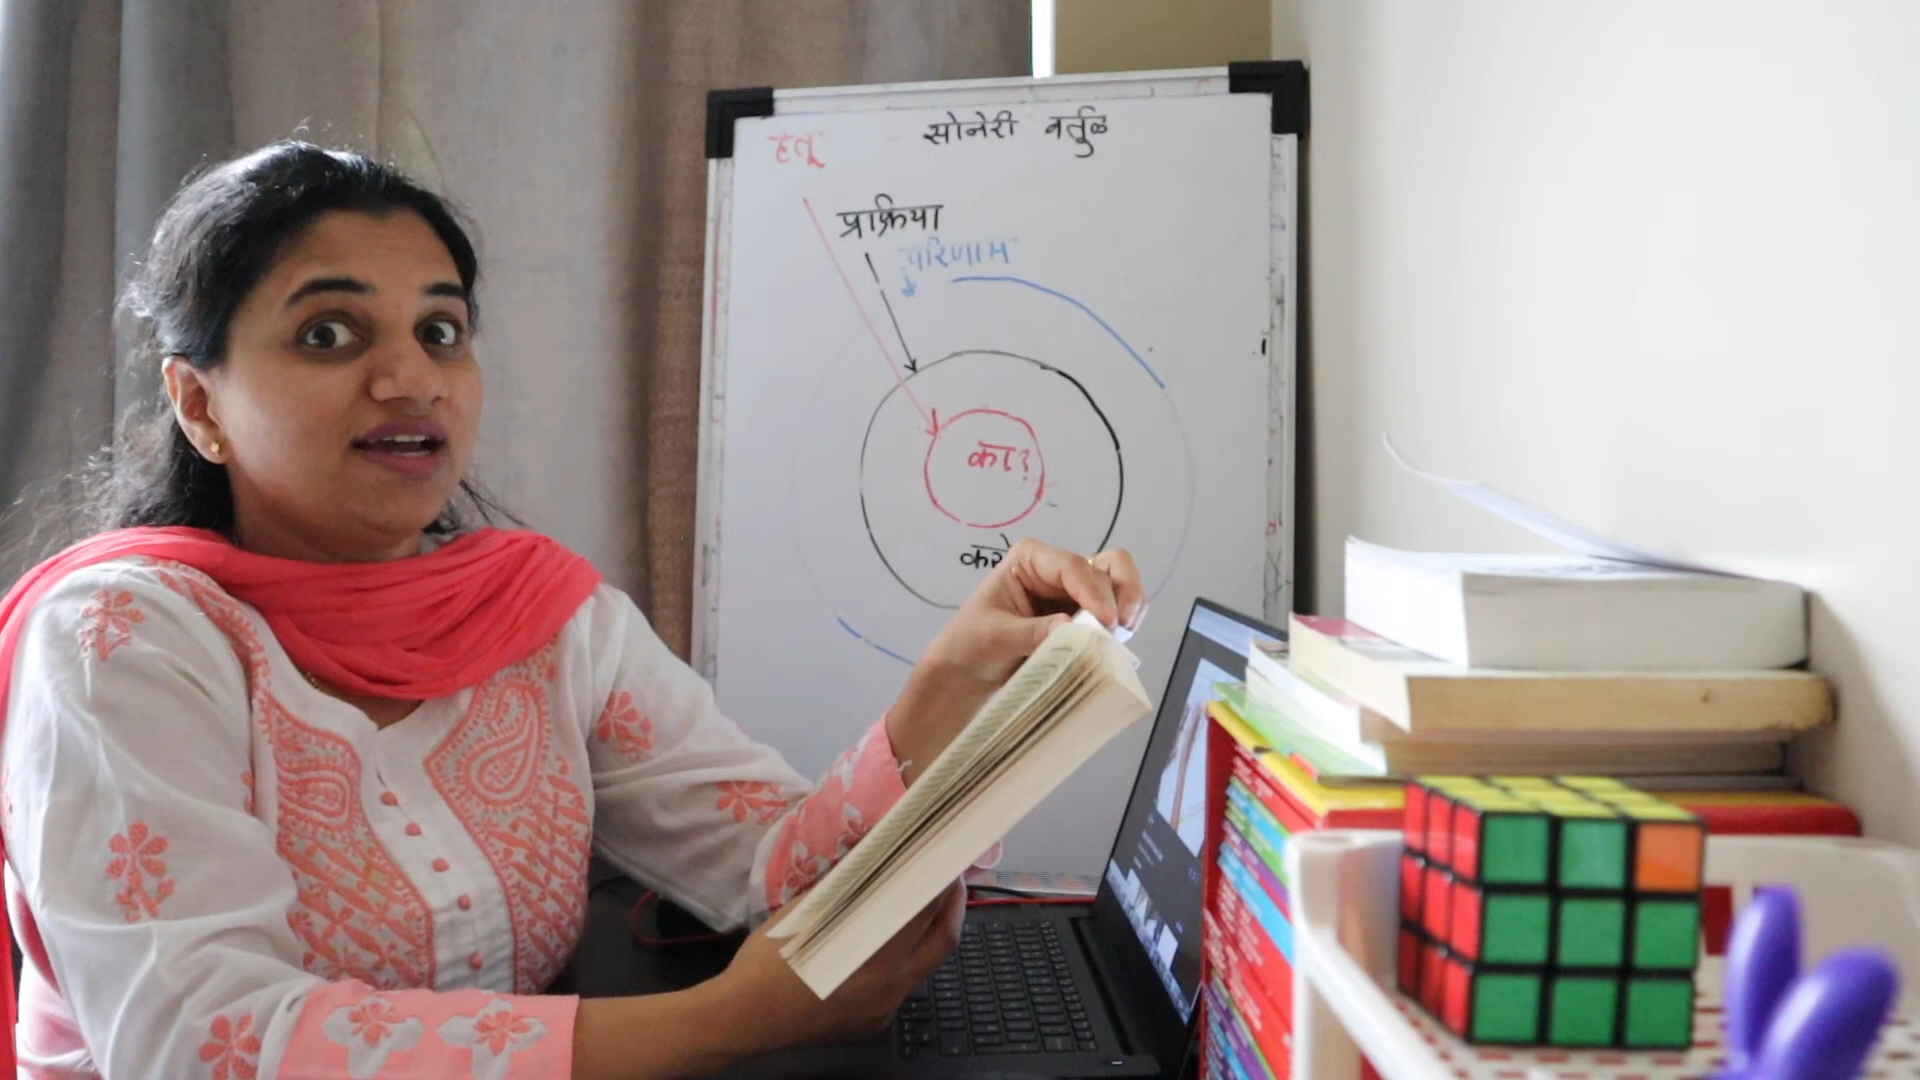 सोनेरी वर्तुळ
हेतू
प्रक्रिया
परिणाम
का?